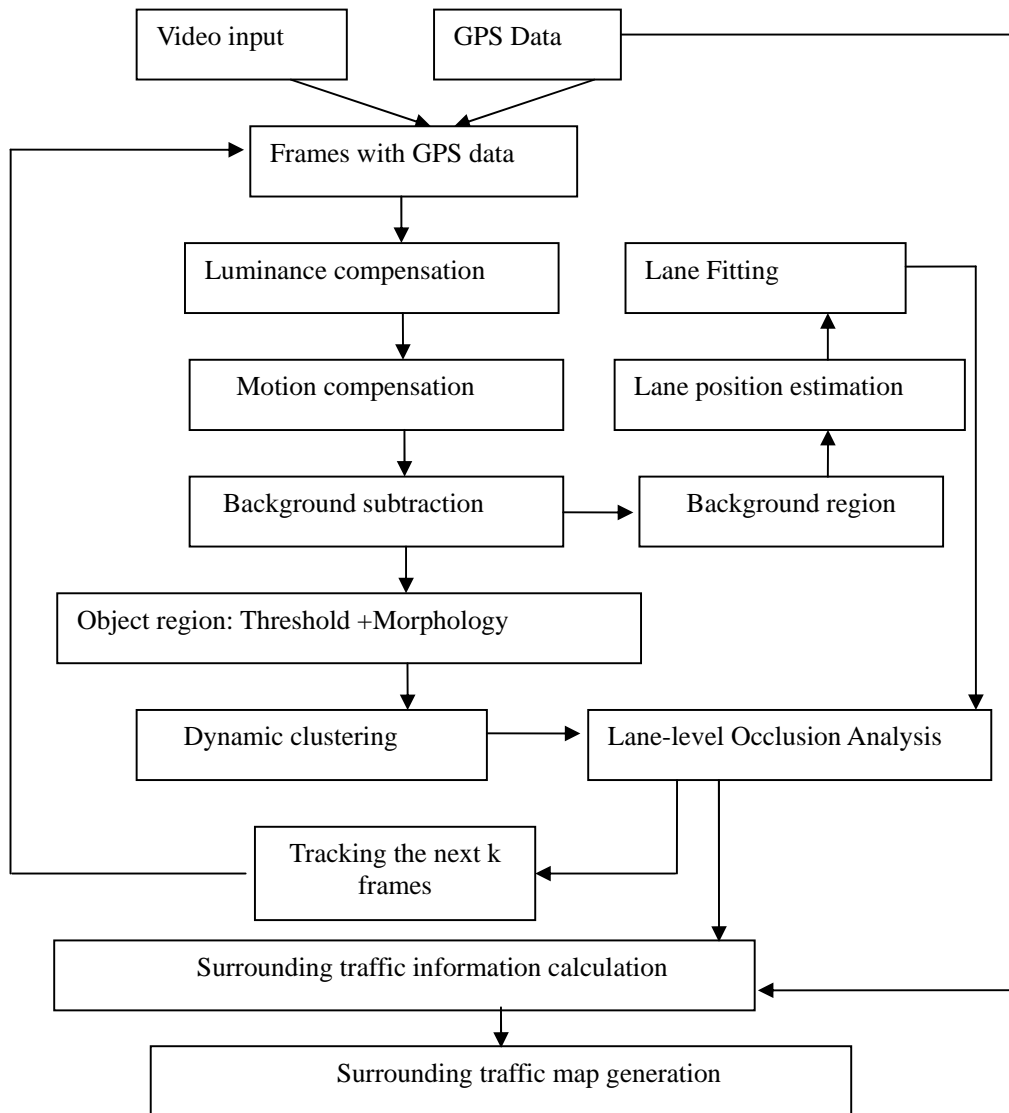 Video input
GPS Data
Frames with GPS data
Luminance compensation
Lane Fitting
Motion compensation
Lane position estimation
Background subtraction
Background region
Object region: Threshold +Morphology
Dynamic clustering
Lane-level Occlusion Analysis
Tracking the next k
frames
Surrounding traffic information calculation
Surrounding traffic map generation